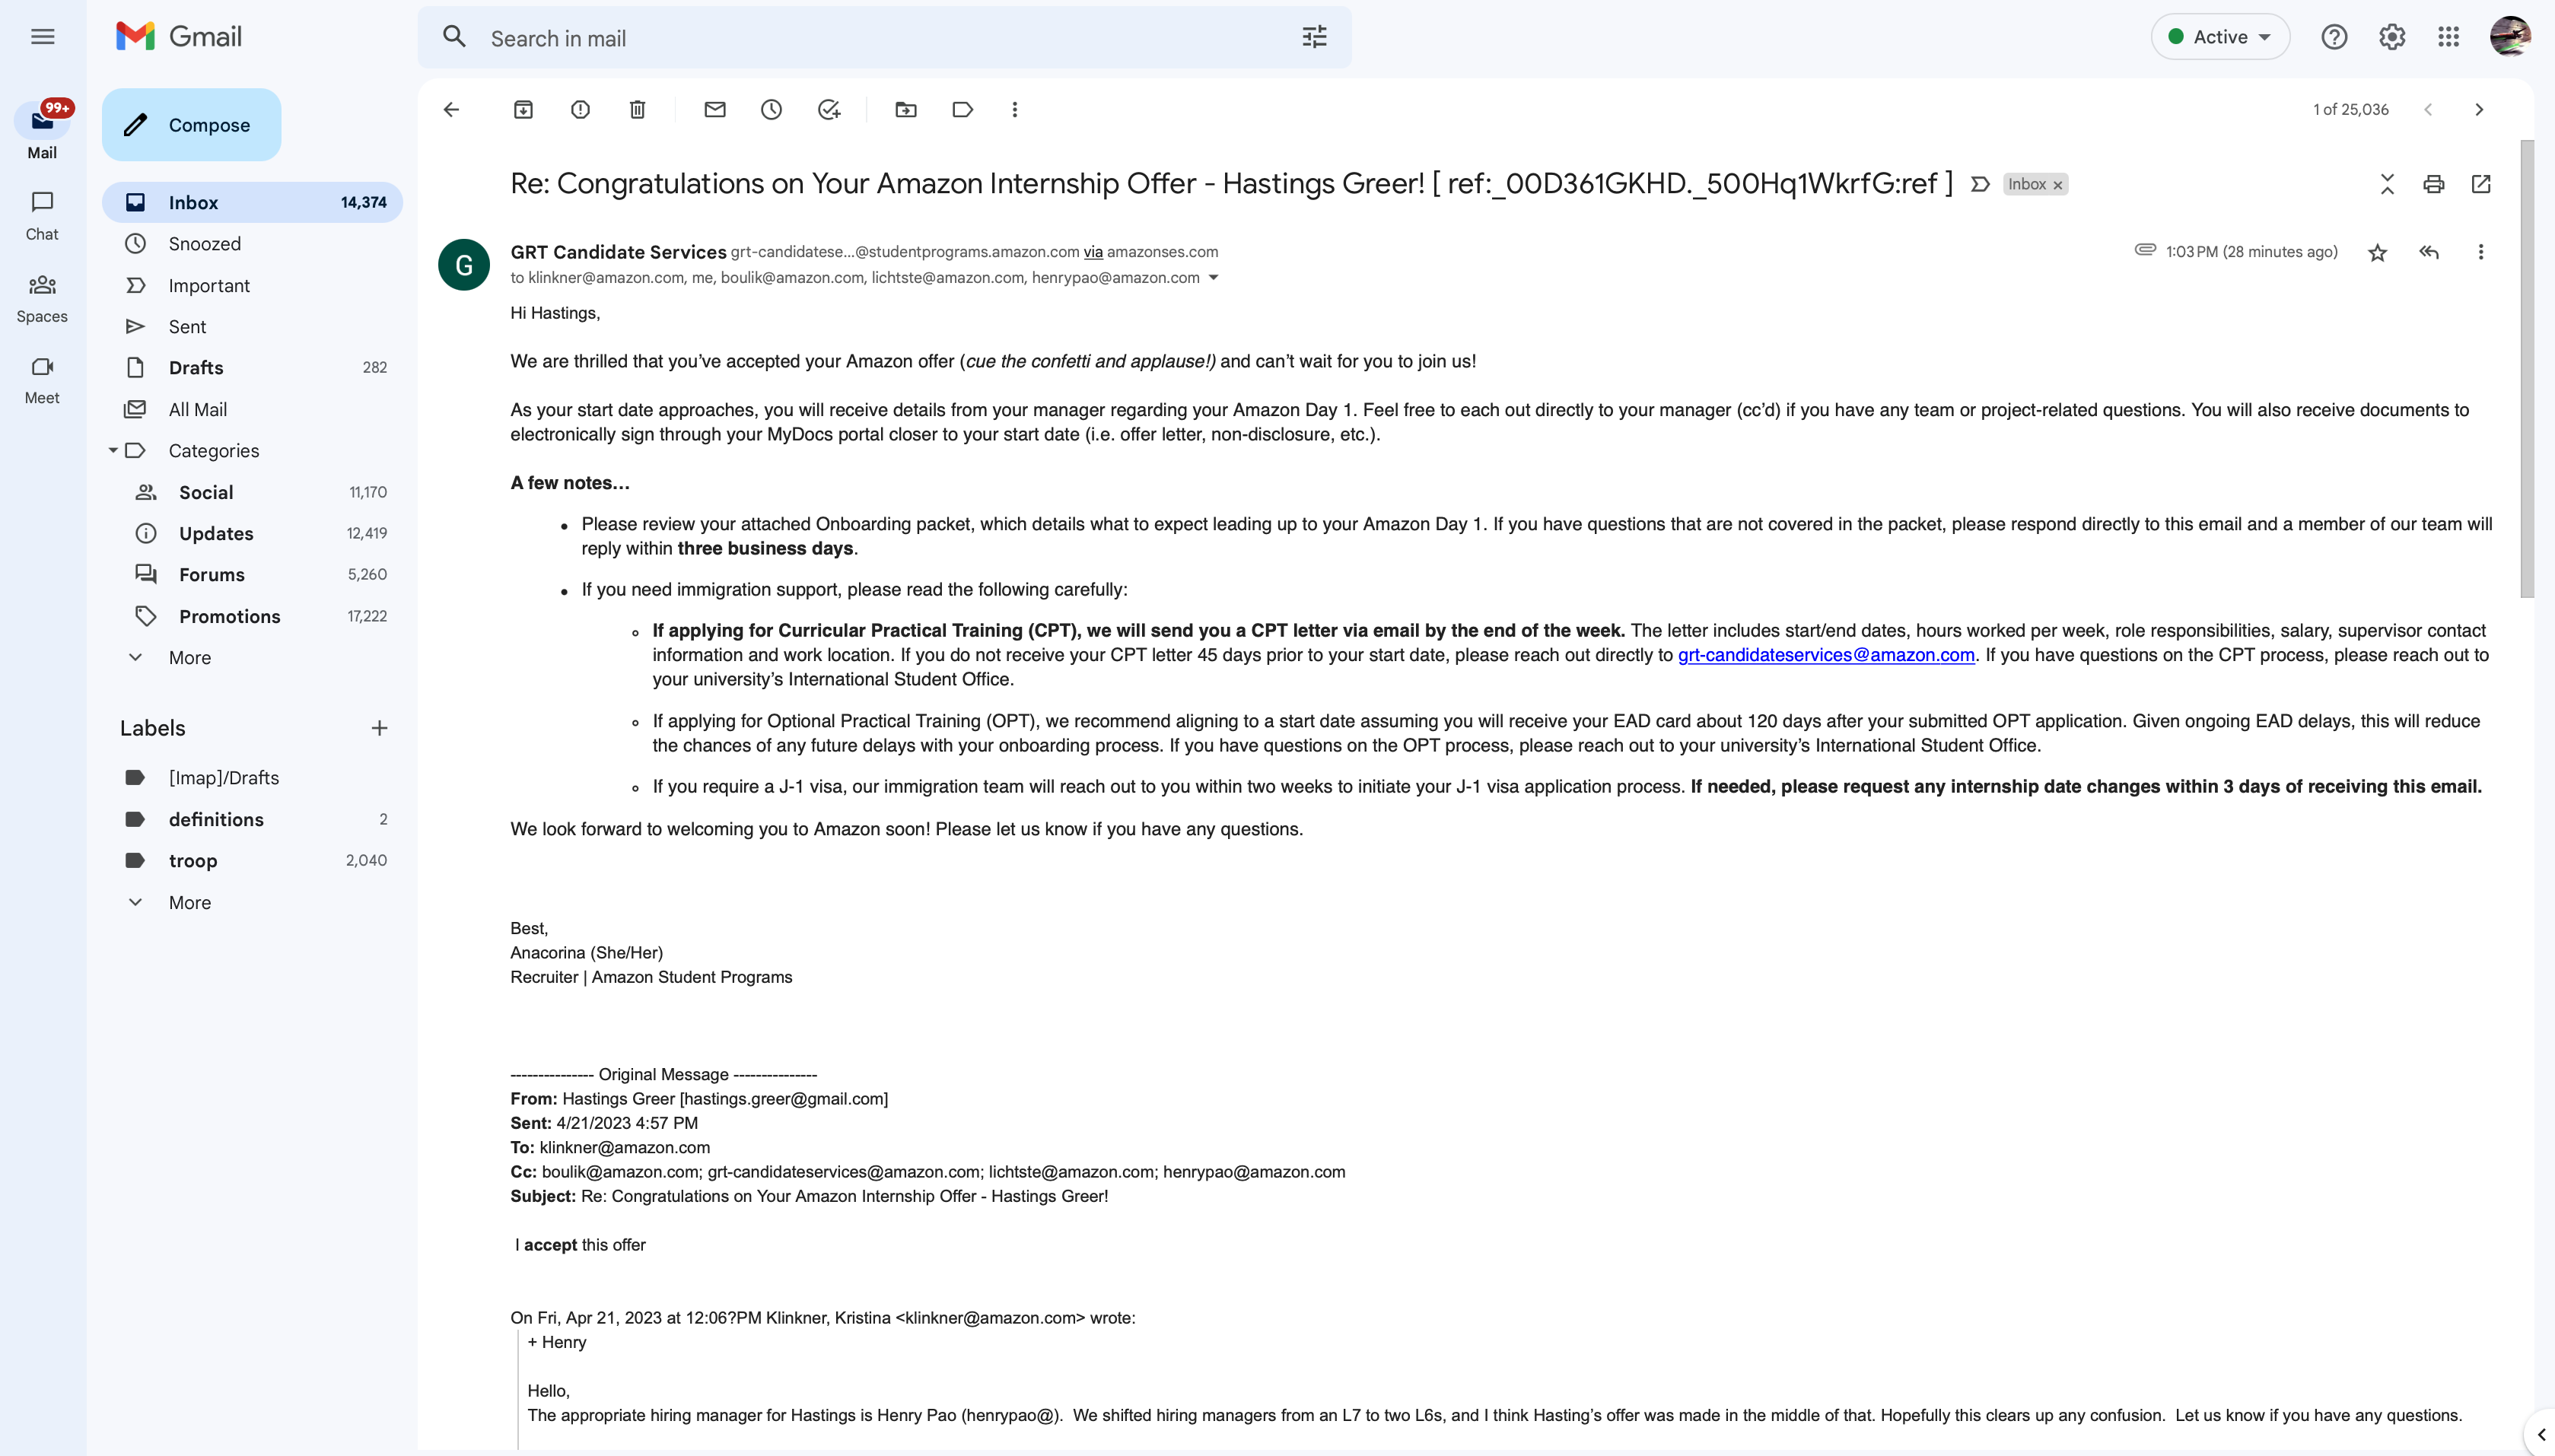 Gmail
Search in mail
Active
99+
Mail
Chat
Spaces
Meet
Compose
Inbox 14,374
Snoozed
Important
Sent
Drafts 282
All Mail
Categories
Social 11,170
Updates 12,419
Forums 5,260
Promotions 17,222
More
Labels
[Imap]/Drafts
definitions 2
troop 2,040
More
1 of 25,036
Re: Congratulations on Your Amazon Internship Offer - Hastings Greer! [ ref:_00D361GKHD._500Hq1WkrfG:ref ] Inbox x
G
GRT Candidate Services grt-candidatese...@studentprograms.amazon.com via amazonses.com
1:03 PM (28 minutes ago)
to klinkner@amazon.com, me, boulik@amazon.com, lichtste@amazon.com, henrypao@amazon.com
Hi Hastings,
We are thrilled that you've accepted your Amazon offer (cue the confetti and applause!) and can't wait for you to join us!
As your start date approaches, you will receive details from your manager regarding your Amazon Day 1. Feel free to each out directly to your manager (cc'd) if you have any team or project-related questions. You will also receive documents to
electronically sign through your MyDocs portal closer to your start date (i.e. offer letter, non-disclosure, etc.).
A few notes…
• Please review your attached Onboarding packet, which details what to expect leading up to your Amazon Day 1. If you have questions that are not covered in the packet, please respond directly to this email and a member of our team will
reply within three business days.
• If you need immigration support, please read the following carefully:
◦ If applying for Curricular Practical Training (CPT), we will send you a CPT letter via email by the end of the week. The letter includes start/end dates, hours worked per week, role responsibilities, salary, supervisor contact
information and work location. If you do not receive your CPT letter 45 days prior to your start date, please reach out directly to grt-candidateservices@amazon.com. If you have questions on the CPT process, please reach out to
your university's International Student Office.
◦ If applying for Optional Practical Training (OPT), we recommend aligning to a start date assuming you will receive your EAD card about 120 days after your submitted OPT application. Given ongoing EAD delays, this will reduce
the chances of any future delays with your onboarding process. If you have questions on the OPT process, please reach out to your university's International Student Office.
◦ If you require a J-1 visa, our immigration team will reach out to you within two weeks to initiate your J-1 visa application process. If needed, please request any internship date changes within 3 days of receiving this email.
We look forward to welcoming you to Amazon soon! Please let us know if you have any questions.
Best,
Anacorina (She/Her)
Recruiter | Amazon Student Programs
--------------- Original Message ---------------
From: Hastings Greer [hastings.greer@gmail.com]
Sent: 4/21/2023 4:57 PM
To: klinkner@amazon.com
Cc: boulik@amazon.com; grt-candidateservices@amazon.com; lichtste@amazon.com; henrypao@amazon.com
Subject: Re: Congratulations on Your Amazon Internship Offer - Hastings Greer!
I accept this offer
On Fri, Apr 21, 2023 at 12:06?PM Klinkner, Kristina <klinkner@amazon.com> wrote:
+ Henry
Hello,
The appropriate hiring manager for Hastings is Henry Pao (henrypao@).  We shifted hiring managers from an L7 to two L6s, and I think Hasting's offer was made in the middle of that. Hopefully this clears up any confusion.  Let us know if you have any questions.